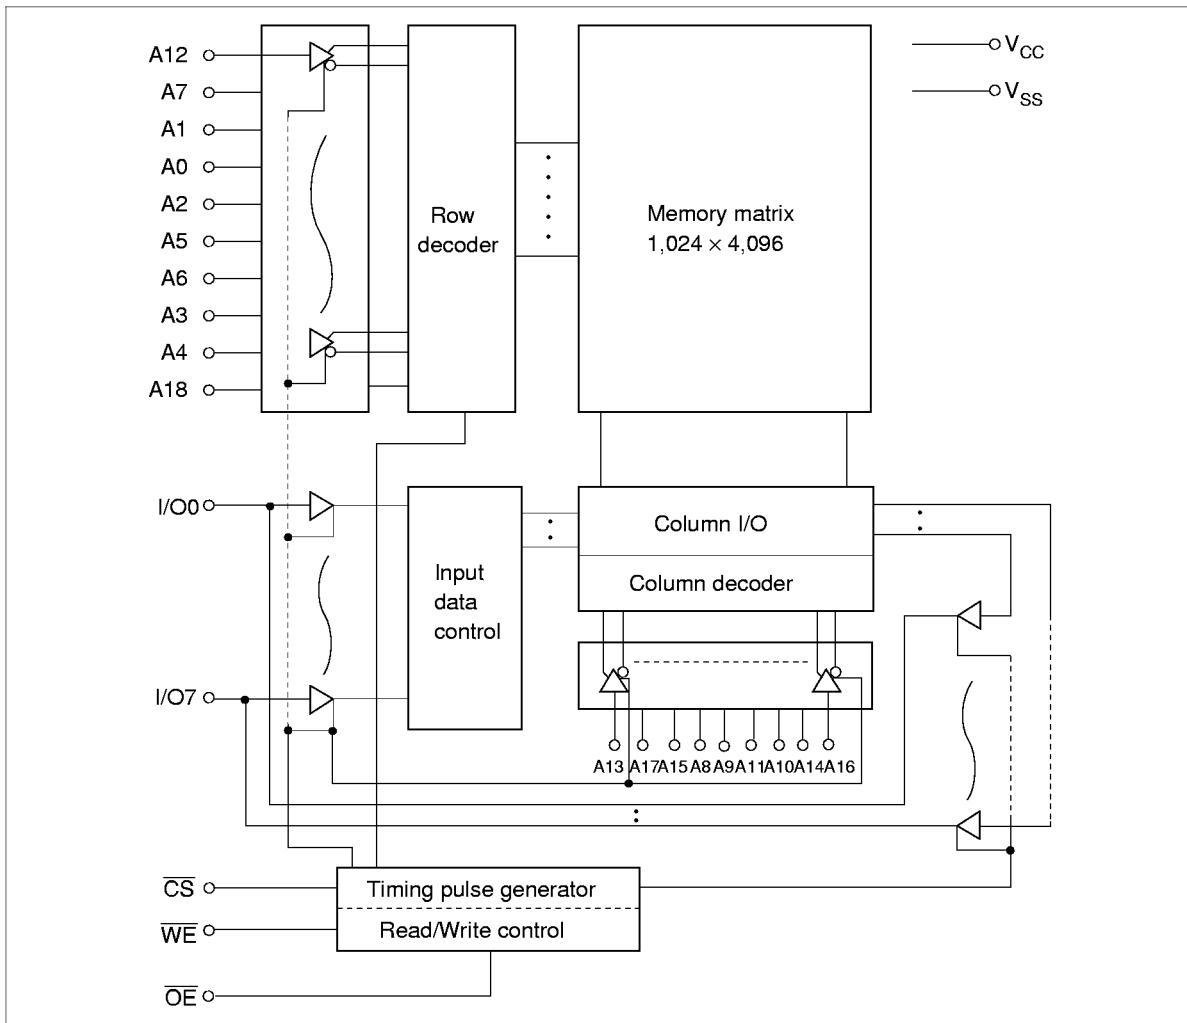 A12
A7
A1
A0
A2
A5
A6
A3
A4
A18
Row
decoder
Memory matrix
1,024 × 4,096
VCC
VSS
I/O0
I/O7
Input
data
control
Column I/O
Column decoder
A13 A17 A15 A8 A9 A11 A10 A14 A16
CS
WE
OE
Timing pulse generator
Read/Write control